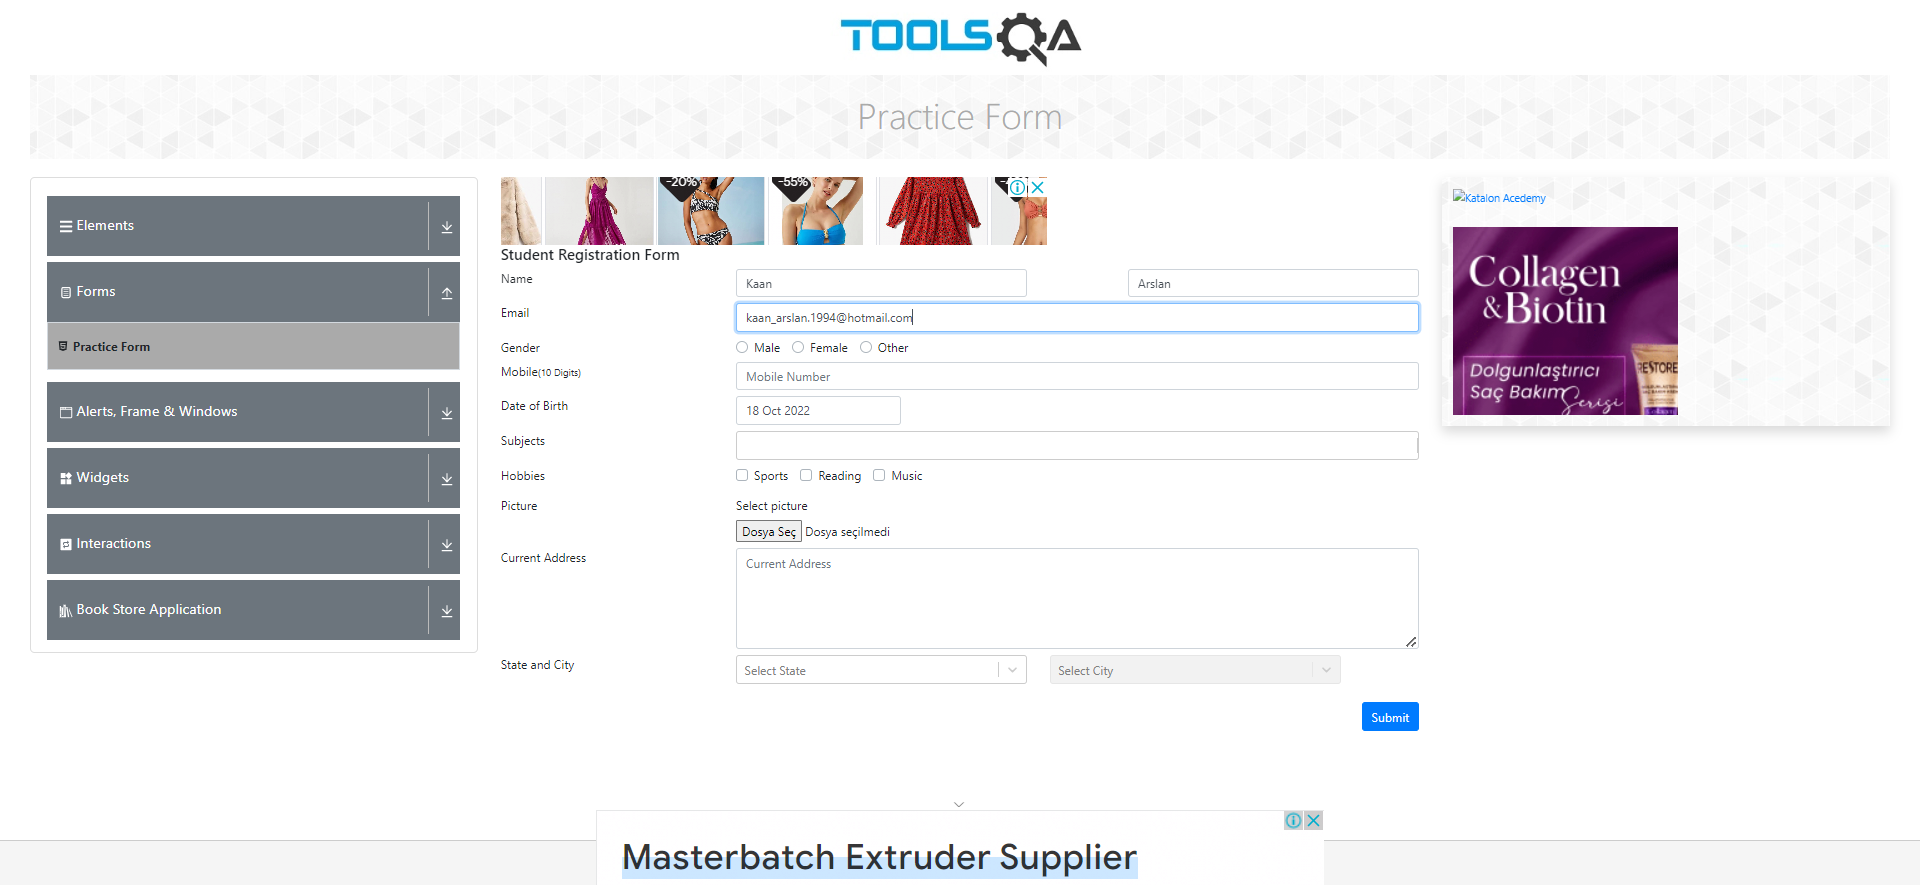 TOOLSQA
Practice Form
Elements
Forms
Practice Form
Alerts, Frame & Windows
Widgets
Interactions
Book Store Application
-20%
-55%
Student Registration Form
Name
Kaan
Arslan
Email
kaan_arslan.1994@hotmail.com
Gender
Male
Female
Other
Mobile(10 Digits)
Mobile Number
Date of Birth
18 Oct 2022
Subjects
Hobbies
Sports
Reading
Music
Picture
Select picture
Dosya Seç Dosya seçilmedi
Current Address
Current Address
State and City
Select State
Select City
Submit
Katalon Acedemy
Collagen
&Biotin
Dolgunlaştırıcı
Saç Bakım
Serisi
RESTORE
Masterbatch Extruder Supplier